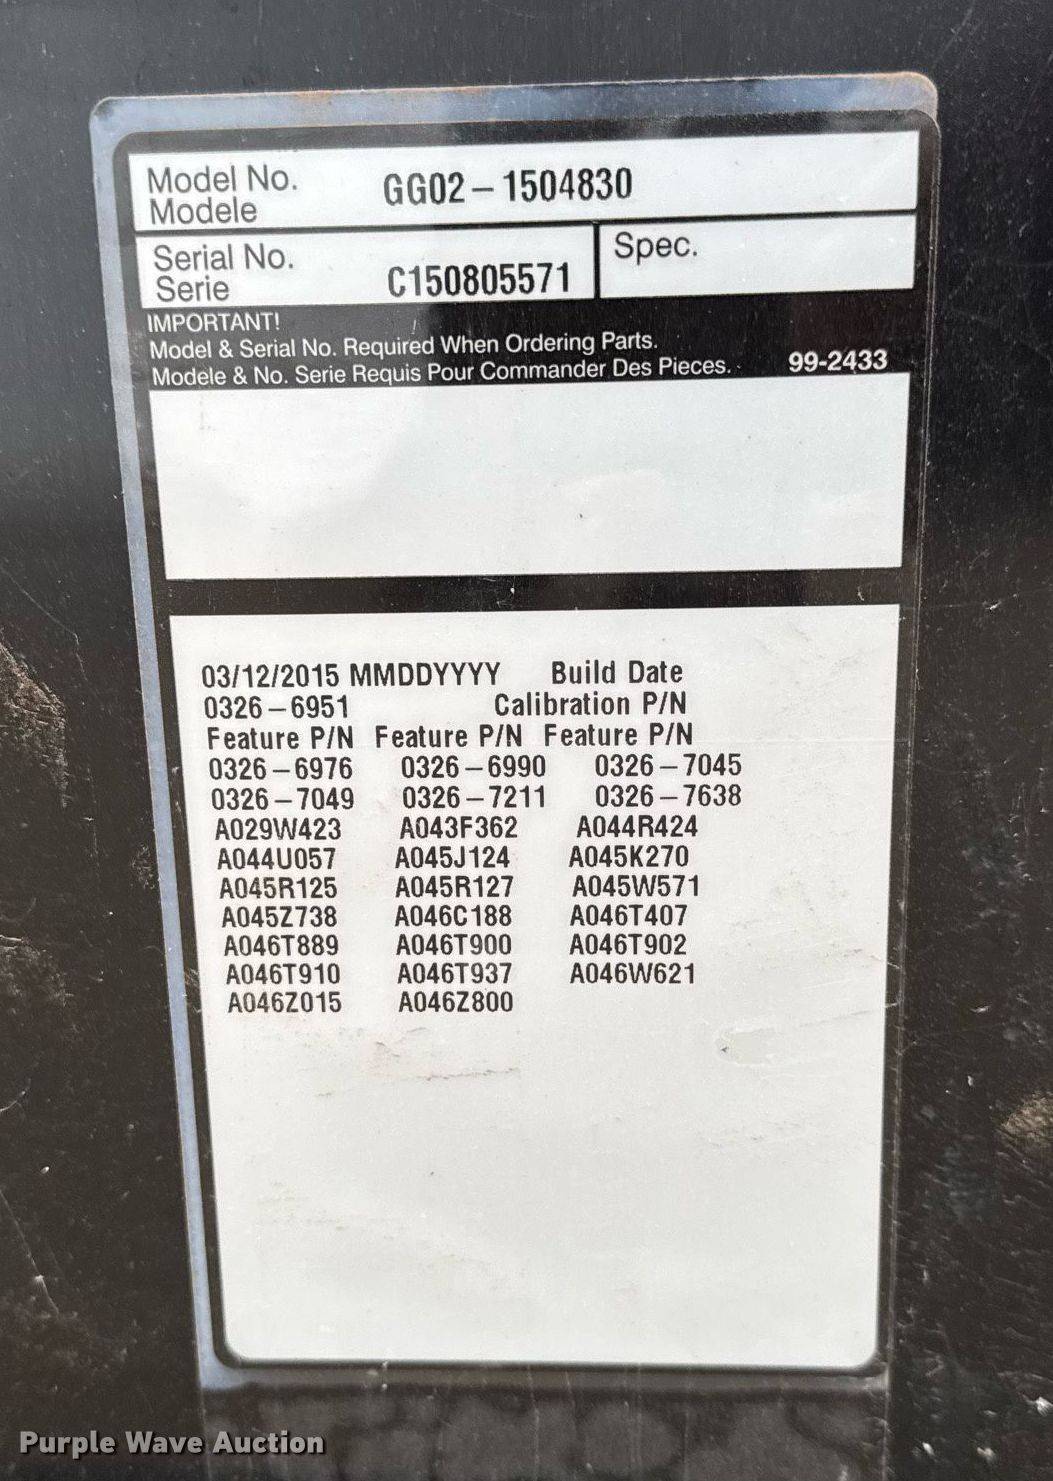 Model No.
Modele
GG02-1504830
Serial No.
Serie
C150805571
Spec.
IMPORTANT!
Model & Serial No. Required When Ordering Parts.
Modele & No. Serie Requis Pour Commander Des Pieces.
99-2433
03/12/2015 MMDDYYYY Build Date
0326-6951 Calibration P/N
Feature P/N Feature P/N Feature P/N
0326-6976 0326-6990 0326-7045
0326-7049 0326-7211 0326-7638
A029W423 A043F362 A044R424
A044U057 A045J124 A045K270
A045R125 A045R127 A045W571
A045Z738 A046C188 A046T407
A046T889 A046T900 A046T902
A046T910 A046T937 A046W621
A046Z015 A046Z800
Purple Wave Auction